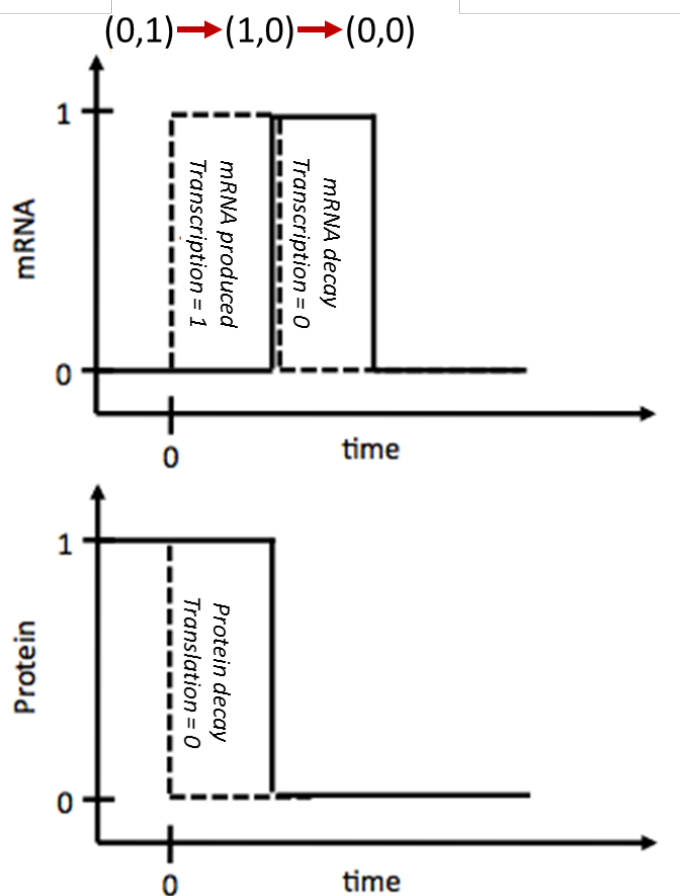 (0,1)→(1,0)→(0,0)
1
mRNA
mRNA produced
Transcription = 1
mRNA decay
Transcription = 0
0
0
time
1
Protein
Protein decay
Translation = 0
0
0
time